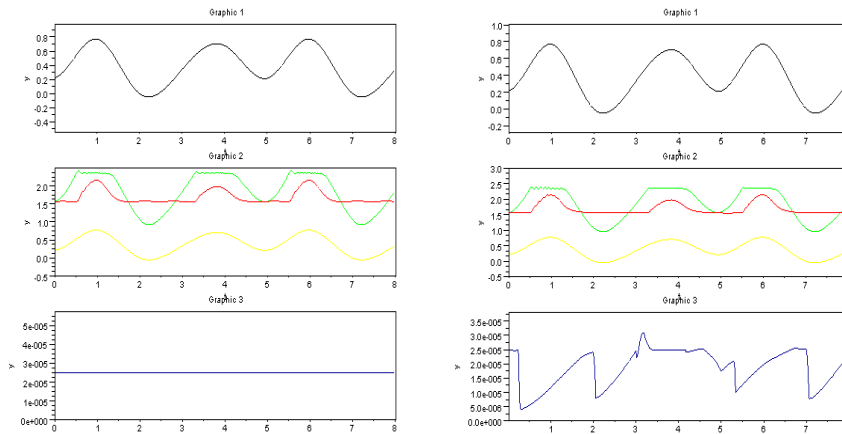 Graphic 1
0.8
0.6
0.4
0.2
0.0
-0.2
-0.4
y
1 2 3 4 5 6 7 8
Graphic 2
2.0
1.5
1.0
0.5
0.0
-0.5
y
0 1 2 3 4 5 6 7 8
Graphic 3
5e-005
4e-005
3e-005
2e-005
1e-005
0e+000
y
0 1 2 3 4 5 6 7 8
Graphic 1
1.0
0.8
0.6
0.4
0.2
0.0
-0.2
y
0 1 2 3 4 5 6 7
Graphic 2
3.0
2.5
2.0
1.5
1.0
0.5
0.0
-0.5
y
0 1 2 3 4 5 6 7
Graphic 3
3.5e-005
3.0e-005
2.5e-005
2.0e-005
1.5e-005
1.0e-005
5.0e-006
0.0e+000
y
0 1 2 3 4 5 6 7